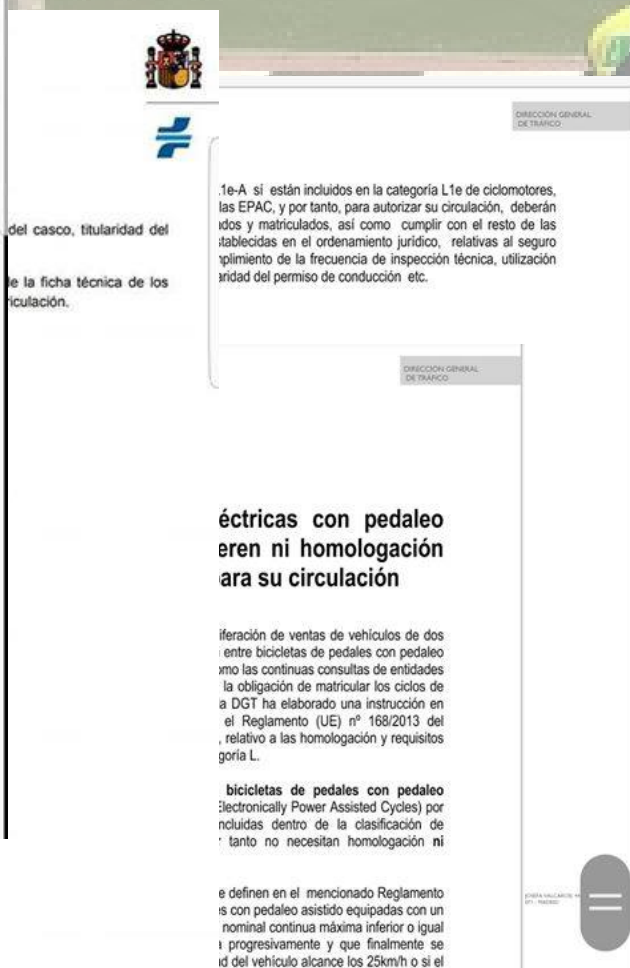 DIRECCIÓN GENERAL
DE TRÁFICO
.1e-A sí están incluidos en la categoría L1e de ciclomotores,
las EPAC, y por tanto, para autorizar su circulación, deberán
y matriculados, así como cumplir con el resto de las
establecidas en el ordenamiento jurídico, relativas al seguro
de la frecuencia de inspección técnica, utilización
del permiso de conducción etc.
del casco, titularidad del
de la ficha técnica de los
DIRECCIÓN GENERAL
DE TRÁFICO
éctricas con pedaleo
eren ni homologación
ara su circulación
iferación de ventas de vehículos de dos
entre bicicletas de pedales con pedaleo
omo las continuas consultas de entidades
la obligación de matricular los ciclos de
a DGT ha elaborado una instrucción en
el Reglamento (UE) nº 168/2013 del
, relativo a las homologación y requisitos
goría L.
bicicletas de pedales con pedaleo
Electronically Power Assisted Cycles) por
ncluidas dentro de la clasificación de
tanto no necesitan homologación ni
e definen en el mencionado Reglamento
s con pedaleo asistido equipadas con un
nominal continua máxima inferior o igual
a progresivamente y que finalmente se
d del vehículo alcance los 25km/h o si el